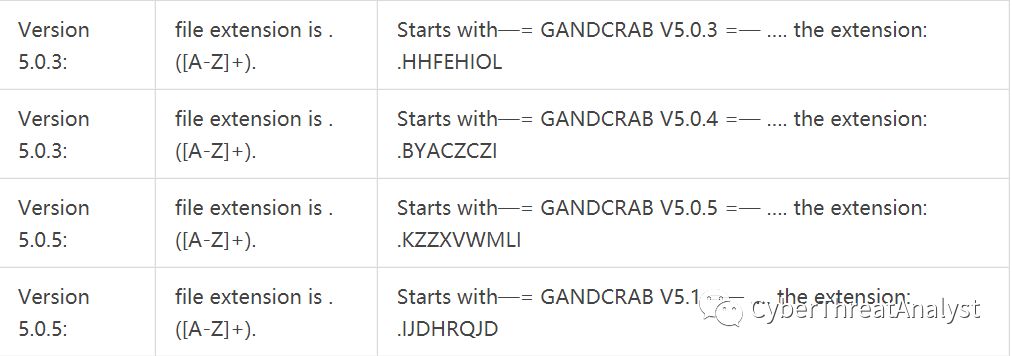 Version 5.0.3:
file extension is . ([A-Z]+).
Starts with—= GANDCRAB V5.0.3 =— .... the extension:
.HHFEHIOL
Version 5.0.3:
file extension is . ([A-Z]+).
Starts with—= GANDCRAB V5.0.4 =— .... the extension:
.BYACZCZI
Version 5.0.5:
file extension is . ([A-Z]+).
Starts with—= GANDCRAB V5.0.5 =— .... the extension:
.KZZXVWMLI
Version 5.0.5:
file extension is . ([A-Z]+).
Starts with—= GANDCRAB V5.1 the extension:
.IJDHRQJD
CyberThreatAnalyst